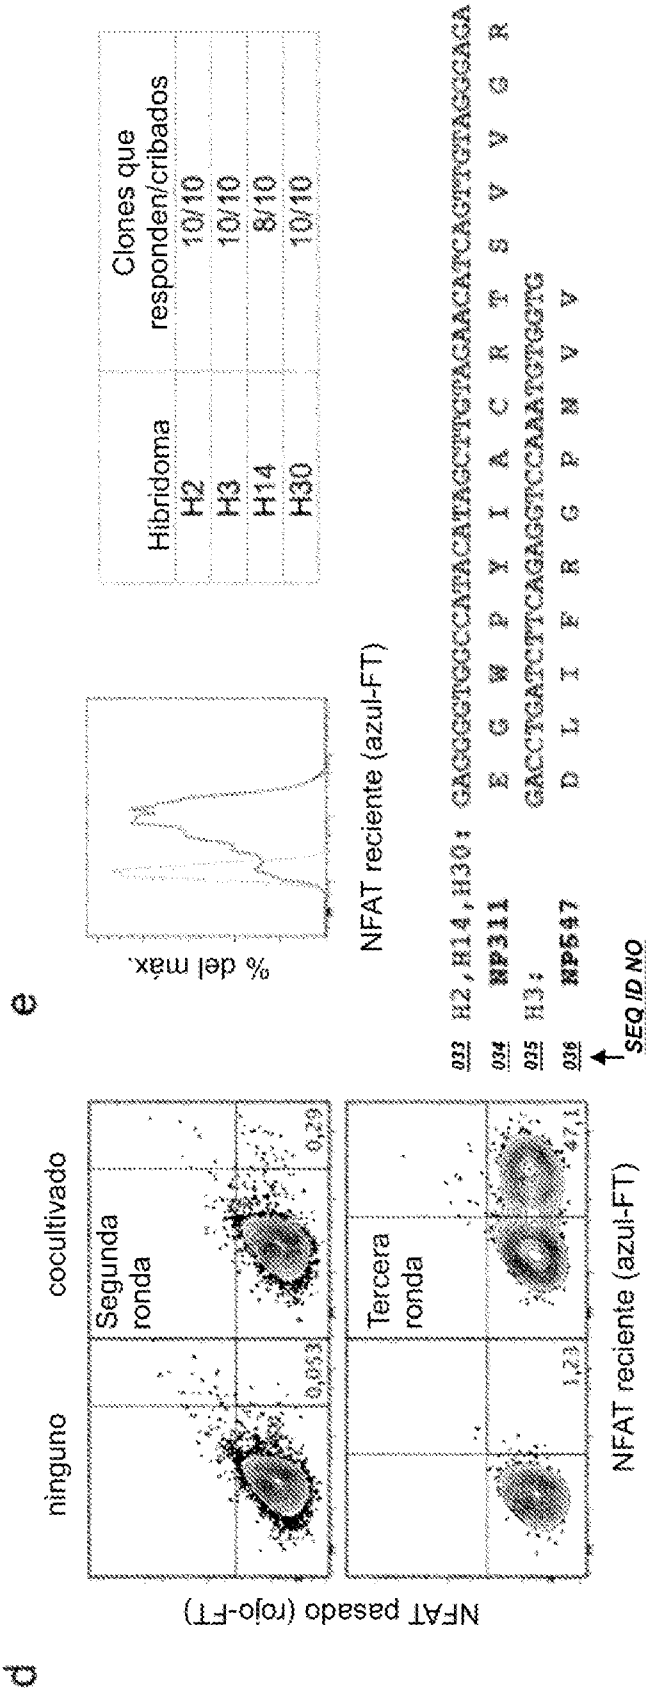 d
ninguno
cocultivado
Segunda
ronda
0,053
0,29
Tercera
ronda
1,23
47,1
NFAT pasado (rojo-FT)
NFAT reciente (azul-FT)
e
% del máx.
NFAT reciente (azul-FT)
Hibridoma Clones que responden/cribados
H2 10/10
H3 10/10
H14 8/10
H30 10/10
033 H2,H14,H30: GAGGGGTGGCCATACATAGCTTGTAGAACATCAGTTGTAGGGAGA
034 NP311 E G W P Y I A C R T S V V G R
035 H3: GACCTGATCTTCAGAGGTCCAAATGTGGTG
036 NP547 D L I F R G P N V V
SEQ ID NO